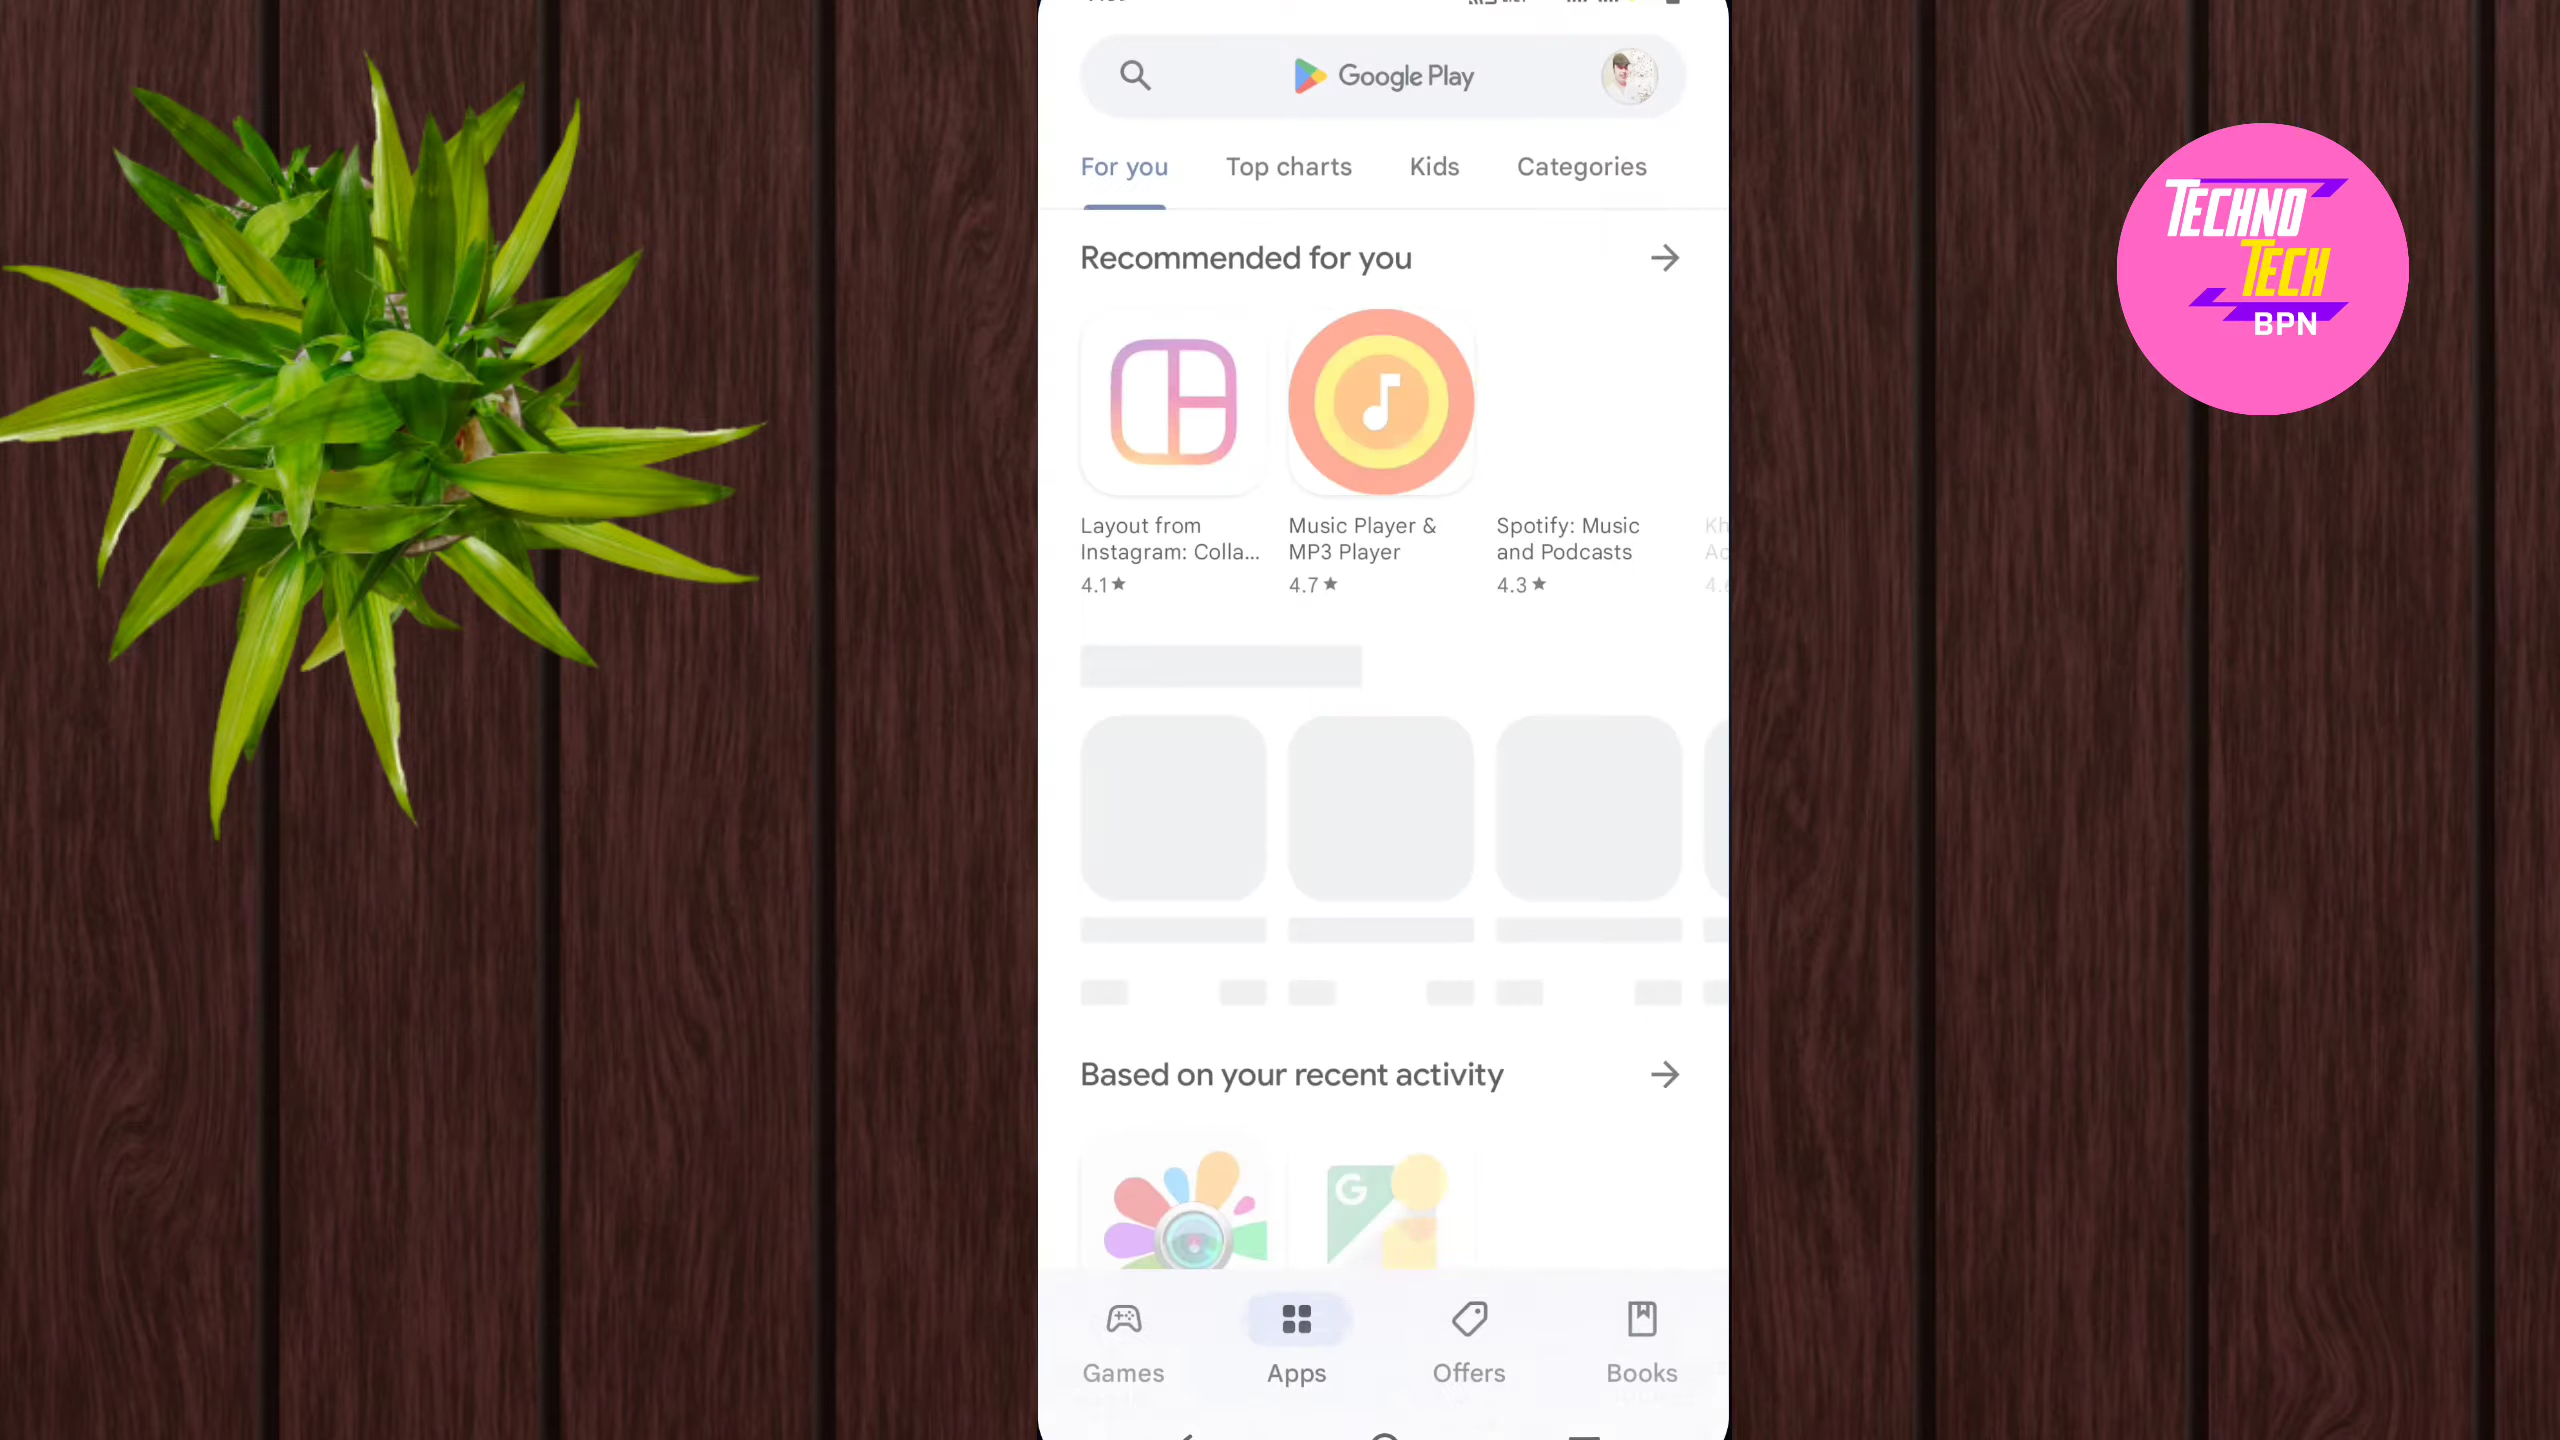 Google Play
For you Top charts Kids Categories
Recommended for you
Layout from
Instagram: Colla...
4.1★
Music Player &
MP3 Player
4.7★
Spotify: Music
and Podcasts
4.3★
Based on your recent activity
G
Games Apps Offers Books
TECHNO
TECH
BPN